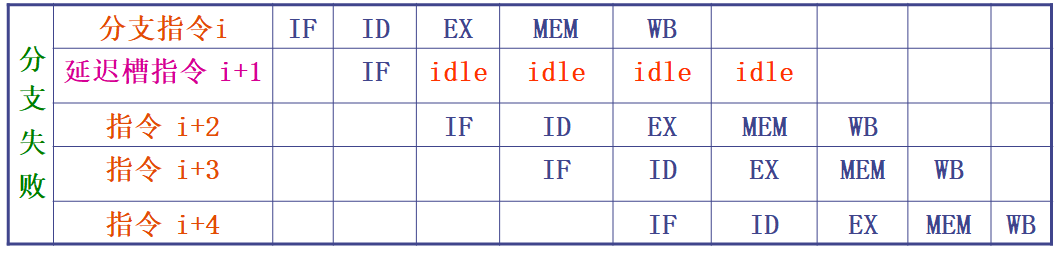 分支失败
分支指令i IF ID EX MEM WB
延迟槽指令 i+1 IF idle idle idle idle
指令 i+2 IF ID EX MEM WB
指令 i+3 IF ID EX MEM WB
指令 i+4 IF ID EX MEM WB